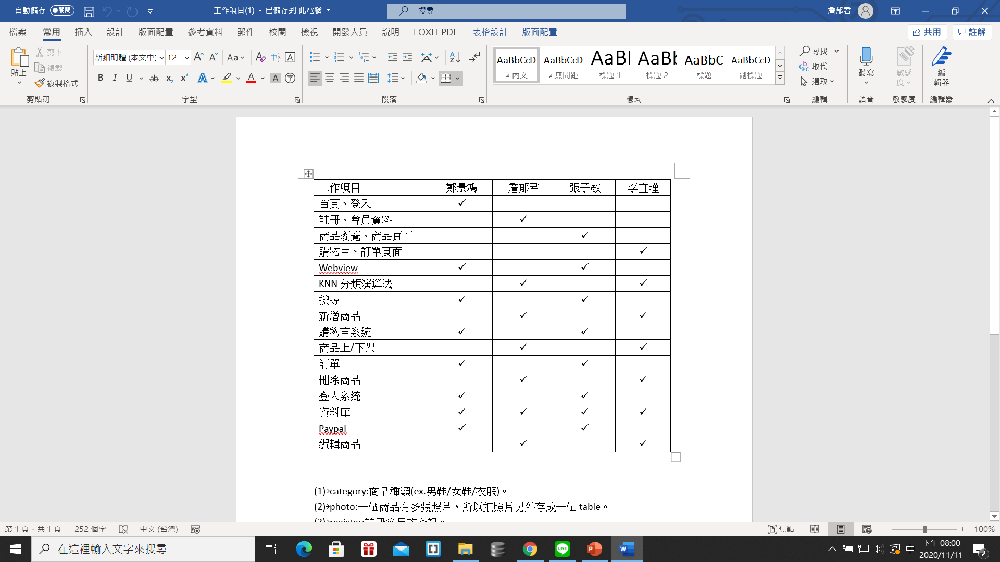 自動儲存 關閉 工作項目(1) - 已儲存到 此電腦 搜尋 詹郁君
檔案 常用 插入 設計 版面配置 參考資料 郵件 校閱 檢視 開發人員 說明 FOXIT PDF 表格設計 版面配置 共用 註解
貼上 剪下 複製 複製格式
新細明體 (本文中: 12
AaBbCcD AaBbCcD AaBl AaBb AaBbC AaBbCcD
內文 無間距 標題 1 標題 2 標題 副標題
尋找 取代 選取
聽寫 敏感度 編輯器
剪貼簿 字型 段落 樣式 編輯 語音 敏感度 編輯器
工作項目 鄭景鴻 詹郁君 張子敏 李宜瑾
首頁、登入 ✓
註冊、會員資料 ✓
商品瀏覽、商品頁面 ✓
購物車、訂單頁面 ✓
Webview ✓ ✓
KNN 分類演算法 ✓ ✓
搜尋 ✓ ✓
新增商品 ✓ ✓
購物車系統 ✓ ✓
商品上/下架 ✓ ✓
訂單 ✓ ✓
刪除商品 ✓ ✓
登入系統 ✓ ✓
資料庫 ✓ ✓ ✓ ✓
Paypal ✓ ✓
編輯商品 ✓ ✓
(1)→category:商品種類(ex.男鞋/女鞋/衣服)。
(2)→photo:一個商品有多張照片，所以把照片另外存成一個 table。
(3)→register:註冊會員的資訊。
第 1 頁，共 1 頁 252 個字 中文 (台灣) 焦點 100%
在這裡輸入文字來搜尋 中 下午 08:00
2020/11/11 2